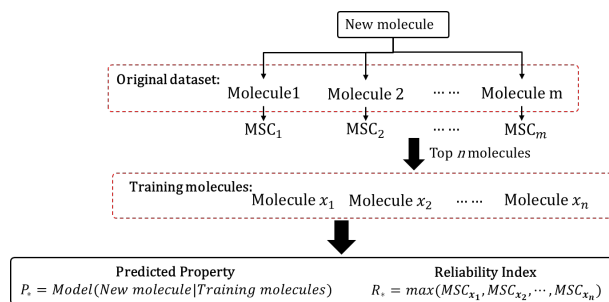 New molecule
Original dataset:
Molecule1 Molecule 2 ⋯⋯ Molecule m
MSC₁ MSC₂ ⋯⋯ MSCₘ
Top n molecules
Training molecules:
Molecule x₁ Molecule x₂ ⋯⋯ Molecule xₙ
Predicted Property Reliability Index
P∗ = Model(New molecule|Training molecules) R∗ = max(MSCₓ₁, MSCₓ₂, ⋯, MSCₓₙ)